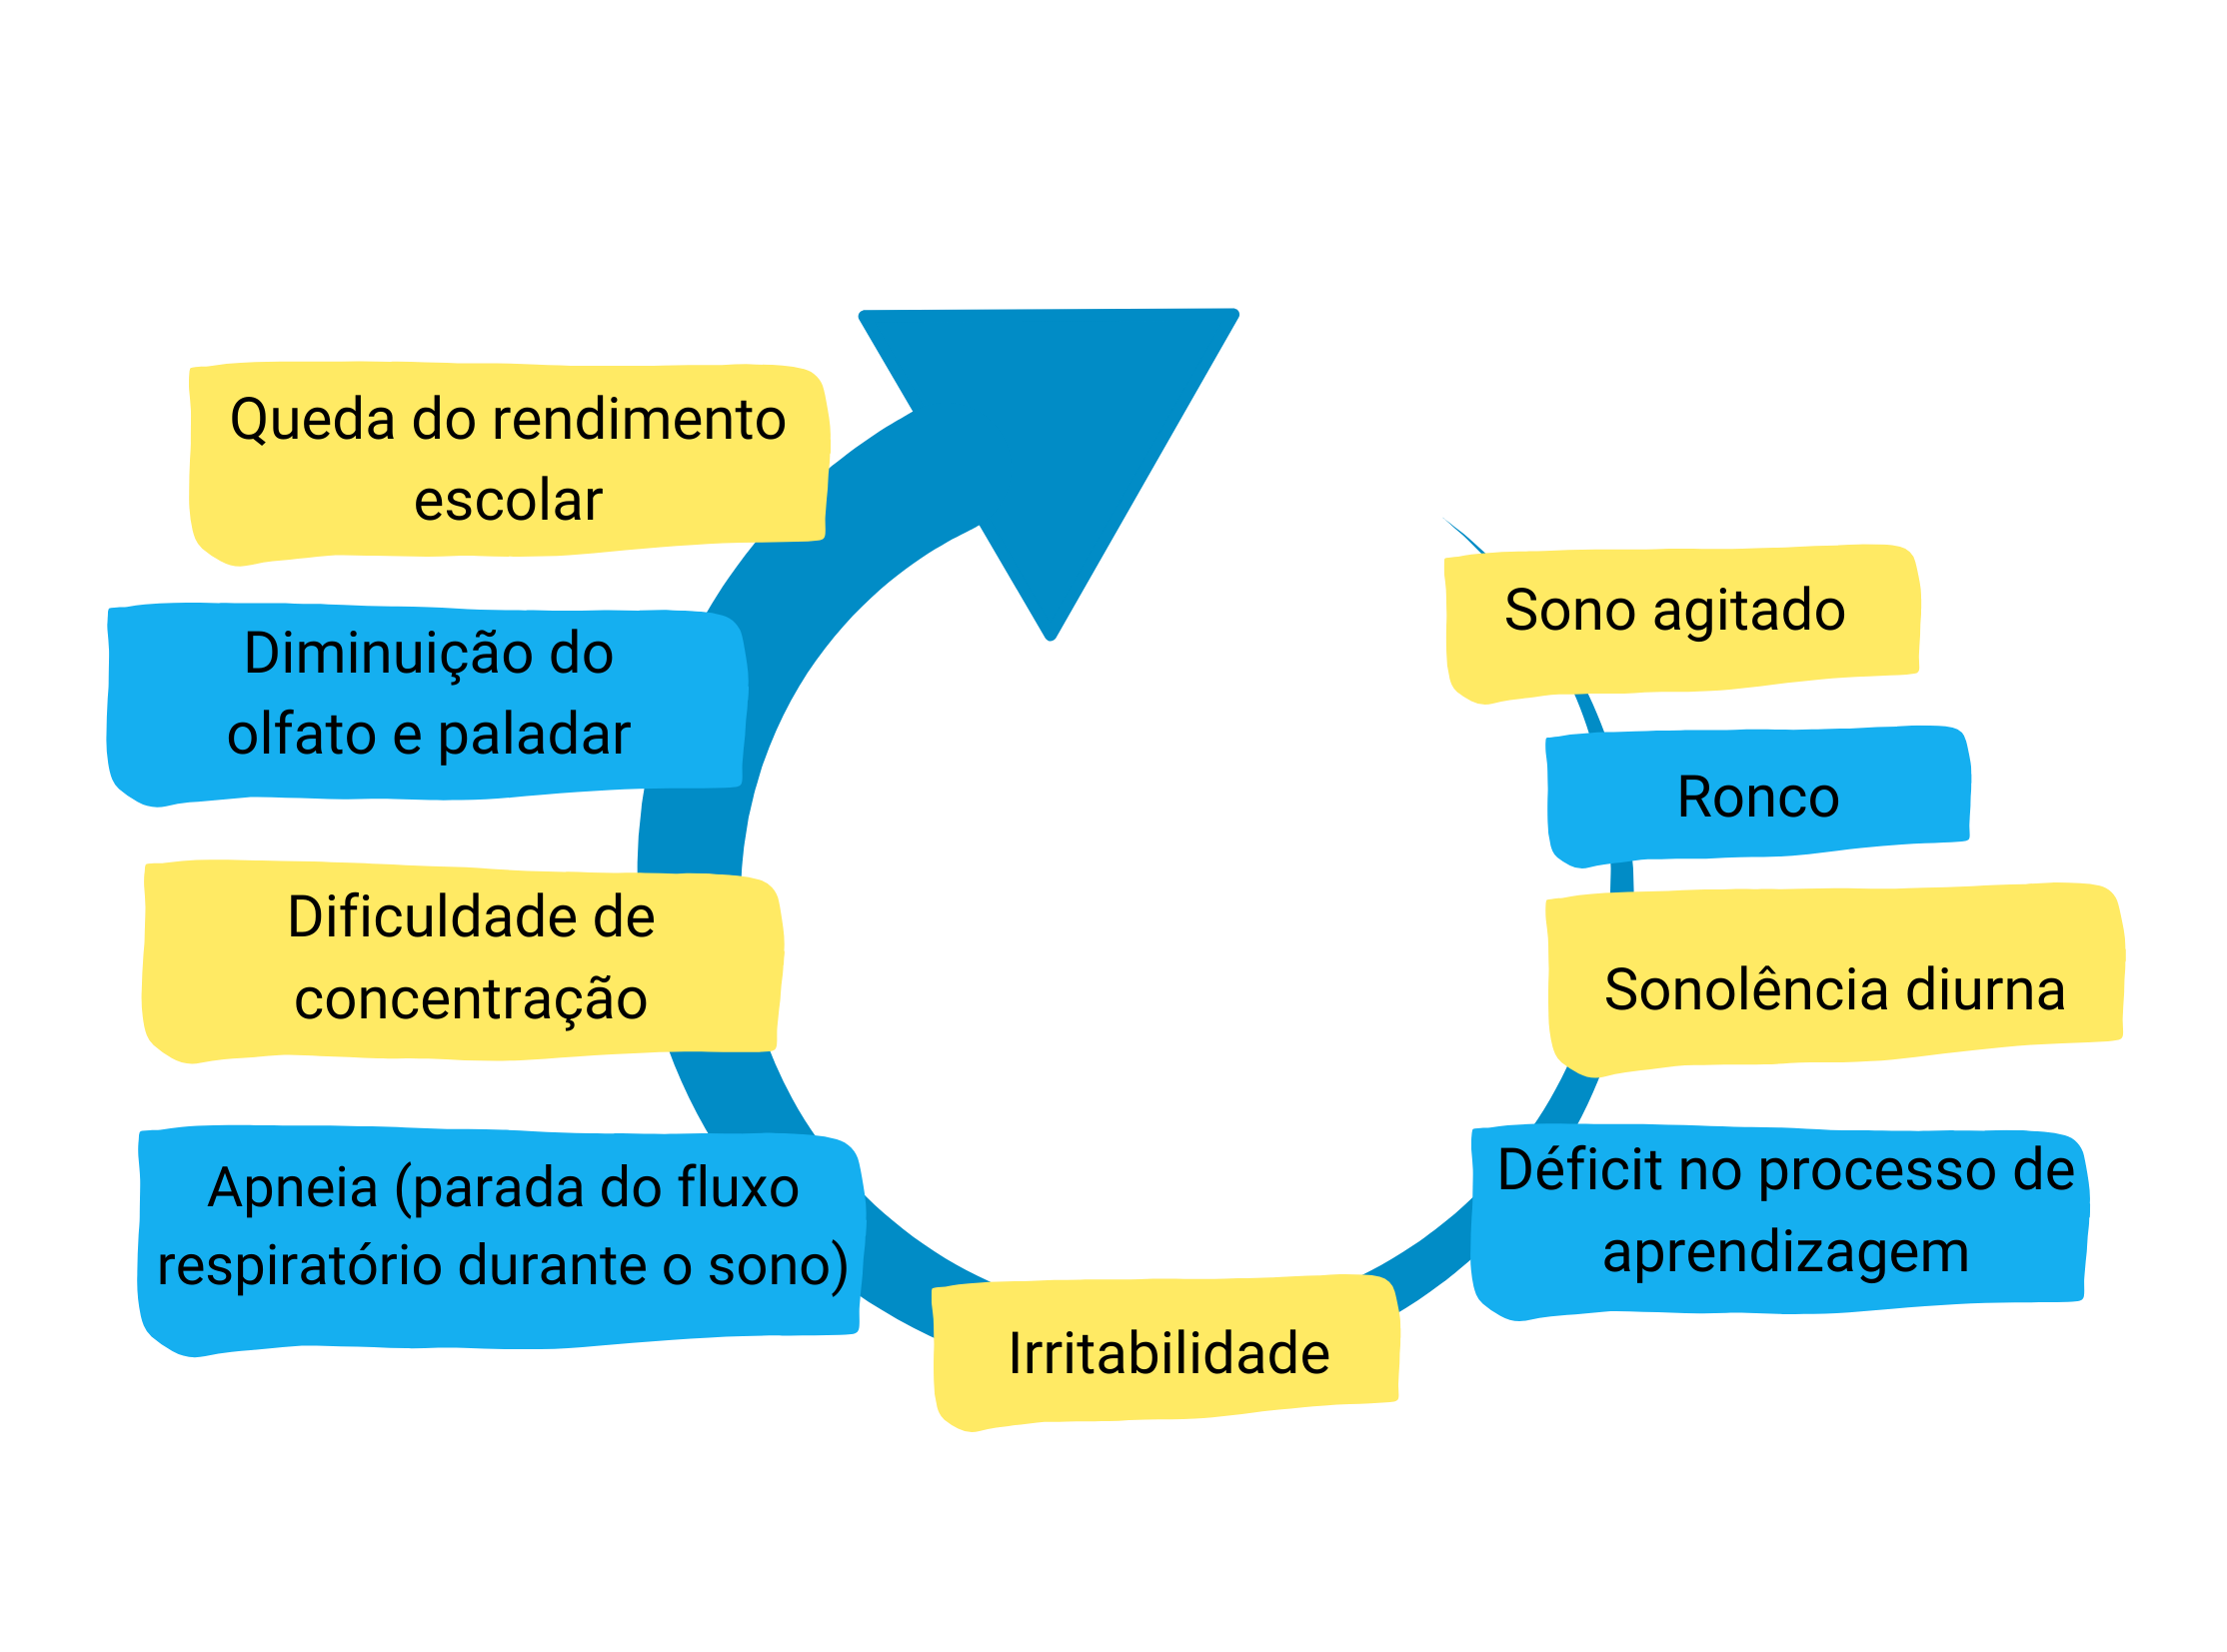 Queda do rendimento
escolar
Diminuição do
olfato e paladar
Dificuldade de
concentração
Apneia (parada do fluxo
respiratório durante o sono)
Irritabilidade
Sono agitado
Ronco
Sonolência diurna
Déficit no processo de
aprendizagem